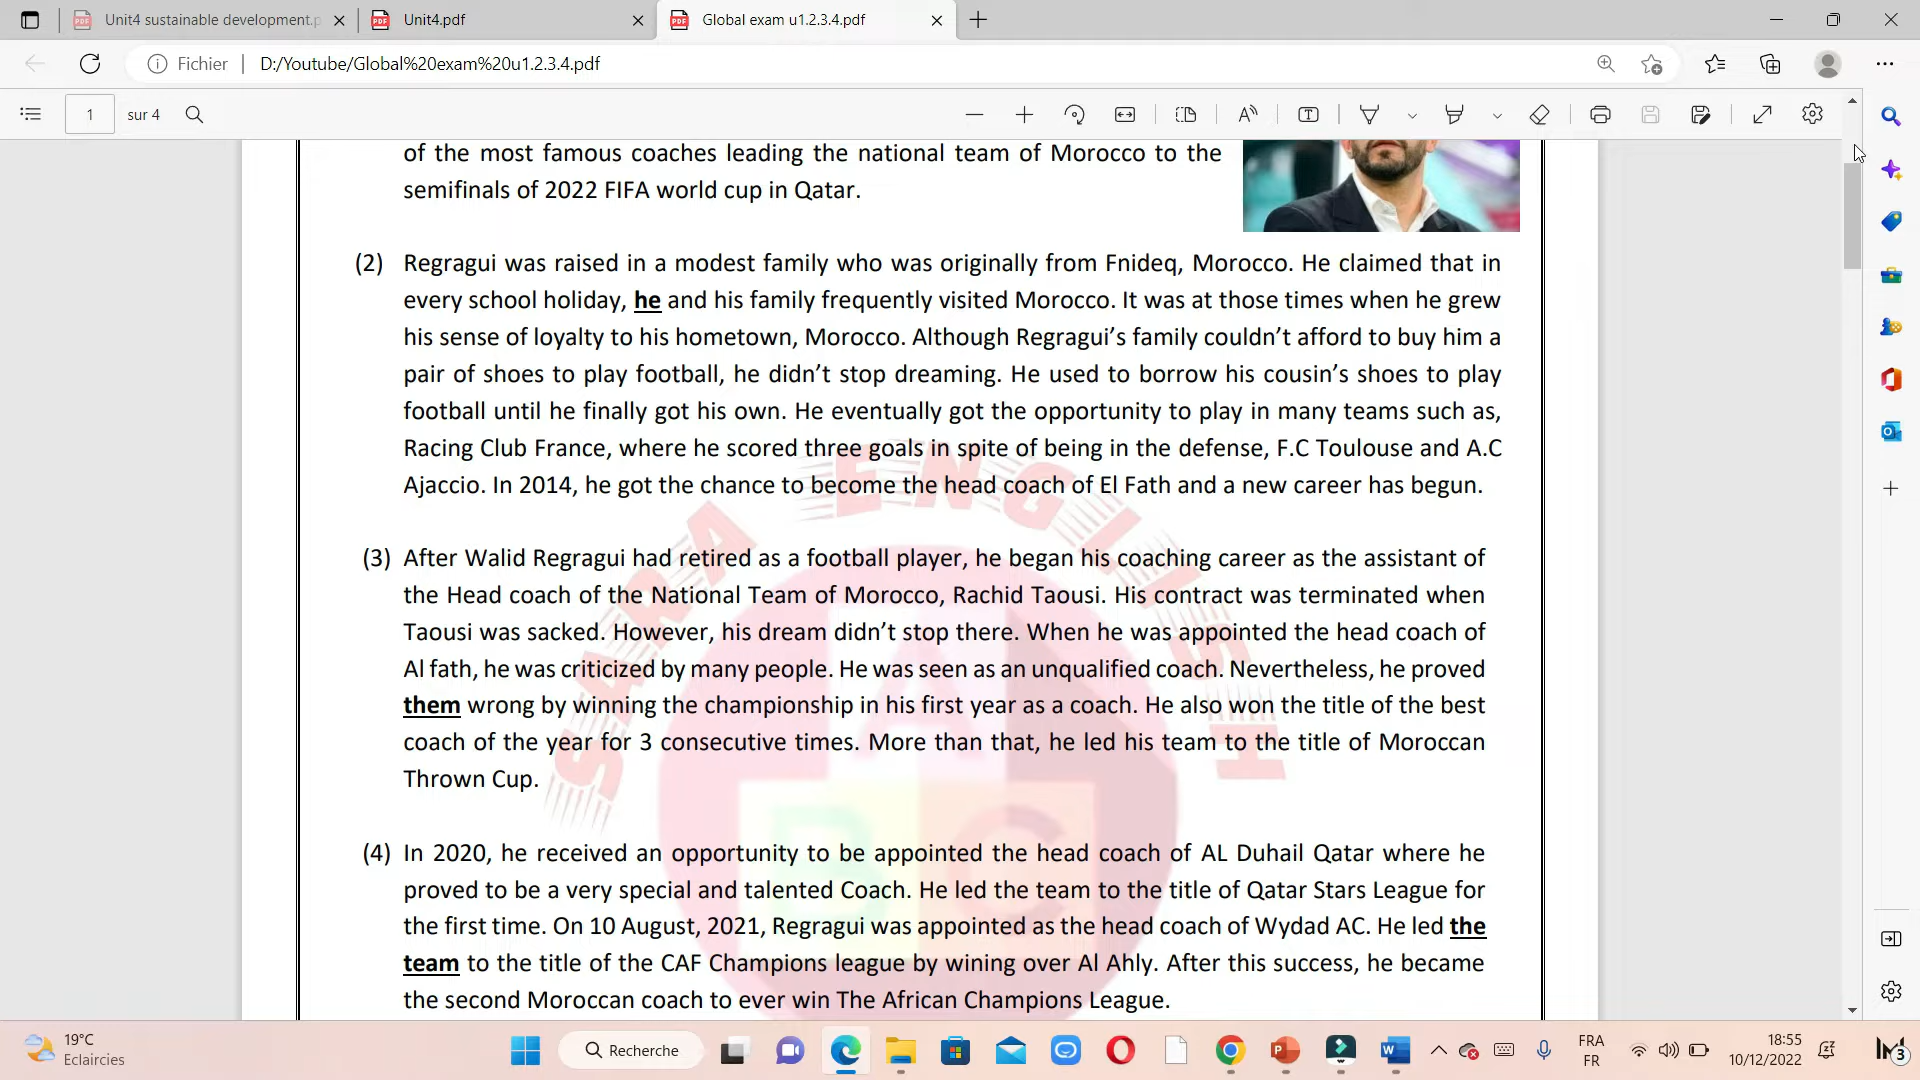 Unit4 sustainable development.p
Unit4.pdf
Global exam u1.2.3.4.pdf
Fichier
D:/Youtube/Global%20exam%20u1.2.3.4.pdf
1
sur 4
of the most famous coaches leading the national team of Morocco to the
semifinals of 2022 FIFA world cup in Qatar.
(2) Regragui was raised in a modest family who was originally from Fnideq, Morocco. He claimed that in
every school holiday, he and his family frequently visited Morocco. It was at those times when he grew
his sense of loyalty to his hometown, Morocco. Although Regragui’s family couldn’t afford to buy him a
pair of shoes to play football, he didn’t stop dreaming. He used to borrow his cousin’s shoes to play
football until he finally got his own. He eventually got the opportunity to play in many teams such as,
Racing Club France, where he scored three goals in spite of being in the defense, F.C Toulouse and A.C
Ajaccio. In 2014, he got the chance to become the head coach of El Fath and a new career has begun.
(3) After Walid Regragui had retired as a football player, he began his coaching career as the assistant of
the Head coach of the National Team of Morocco, Rachid Taousi. His contract was terminated when
Taousi was sacked. However, his dream didn’t stop there. When he was appointed the head coach of
Al fath, he was criticized by many people. He was seen as an unqualified coach. Nevertheless, he proved
them wrong by winning the championship in his first year as a coach. He also won the title of the best
coach of the year for 3 consecutive times. More than that, he led his team to the title of Moroccan
Thrown Cup.
(4) In 2020, he received an opportunity to be appointed the head coach of AL Duhail Qatar where he
proved to be a very special and talented Coach. He led the team to the title of Qatar Stars League for
the first time. On 10 August, 2021, Regragui was appointed as the head coach of Wydad AC. He led the
team to the title of the CAF Champions league by wining over Al Ahly. After this success, he became
the second Moroccan coach to ever win The African Champions League.
SARA ENGLISH
A
B C
19°C
Eclaircies
Recherche
FRA
FR
18:55
10/12/2022
3